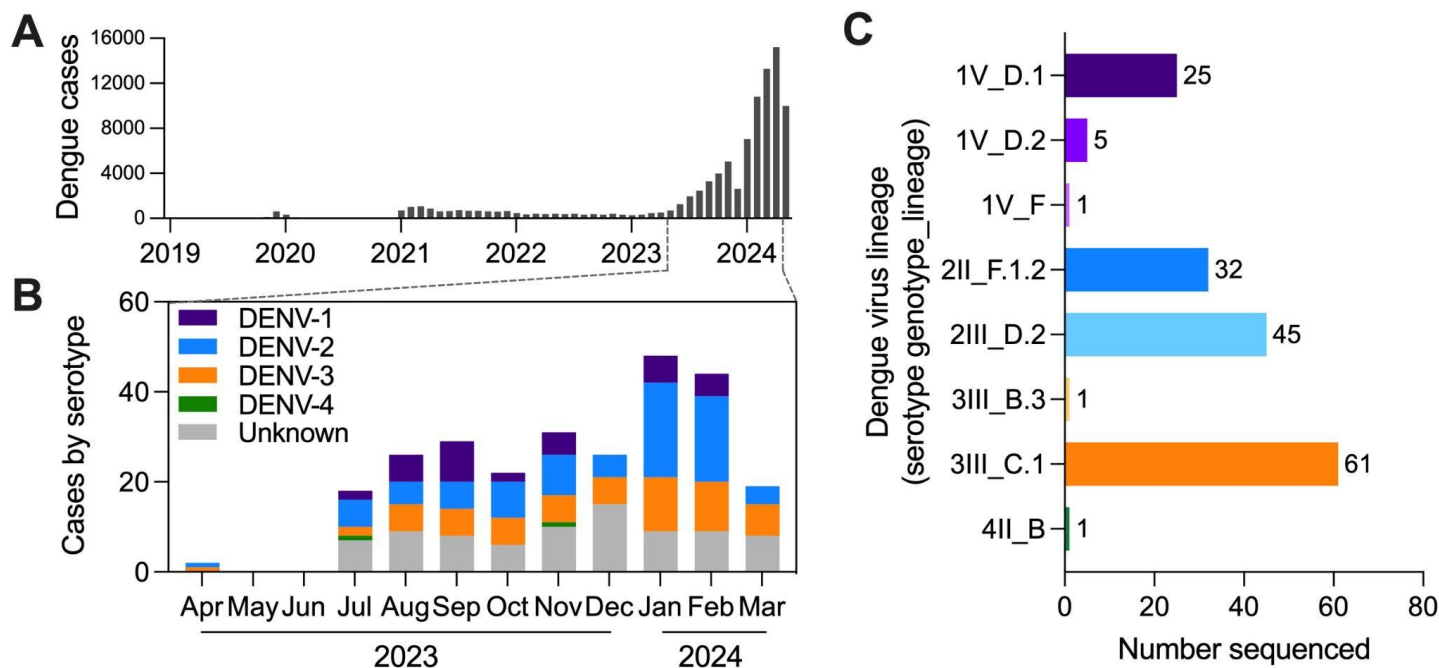 A
Dengue cases
16000
12000
8000
4000
0
2019
2020
2021
2022
2023
2024
B
Cases by serotype
60
40
20
0
DENV-1
DENV-2
DENV-3
DENV-4
Unknown
Apr May Jun Jul Aug Sep Oct Nov Dec Jan Feb Mar
2023
2024
C
Dengue virus lineage
(serotype genotype_lineage)
1V_D.1
25
1V_D.2
5
1V_F
1
2II_F.1.2
32
2III_D.2
45
3III_B.3
1
3III_C.1
61
4II_B
1
0
20
40
60
80
Number sequenced